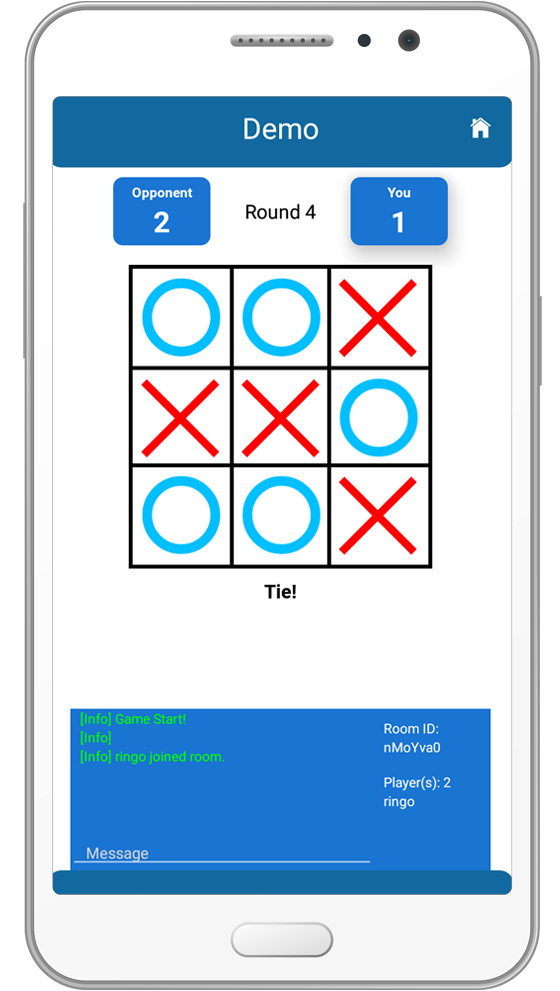 Demo
Opponent
2
Round 4
You
1
Tie!
[Info] Game Start!
[Info]
[Info] ringo joined room.
Room ID:
nMoYva0
Player(s): 2
ringo
Message